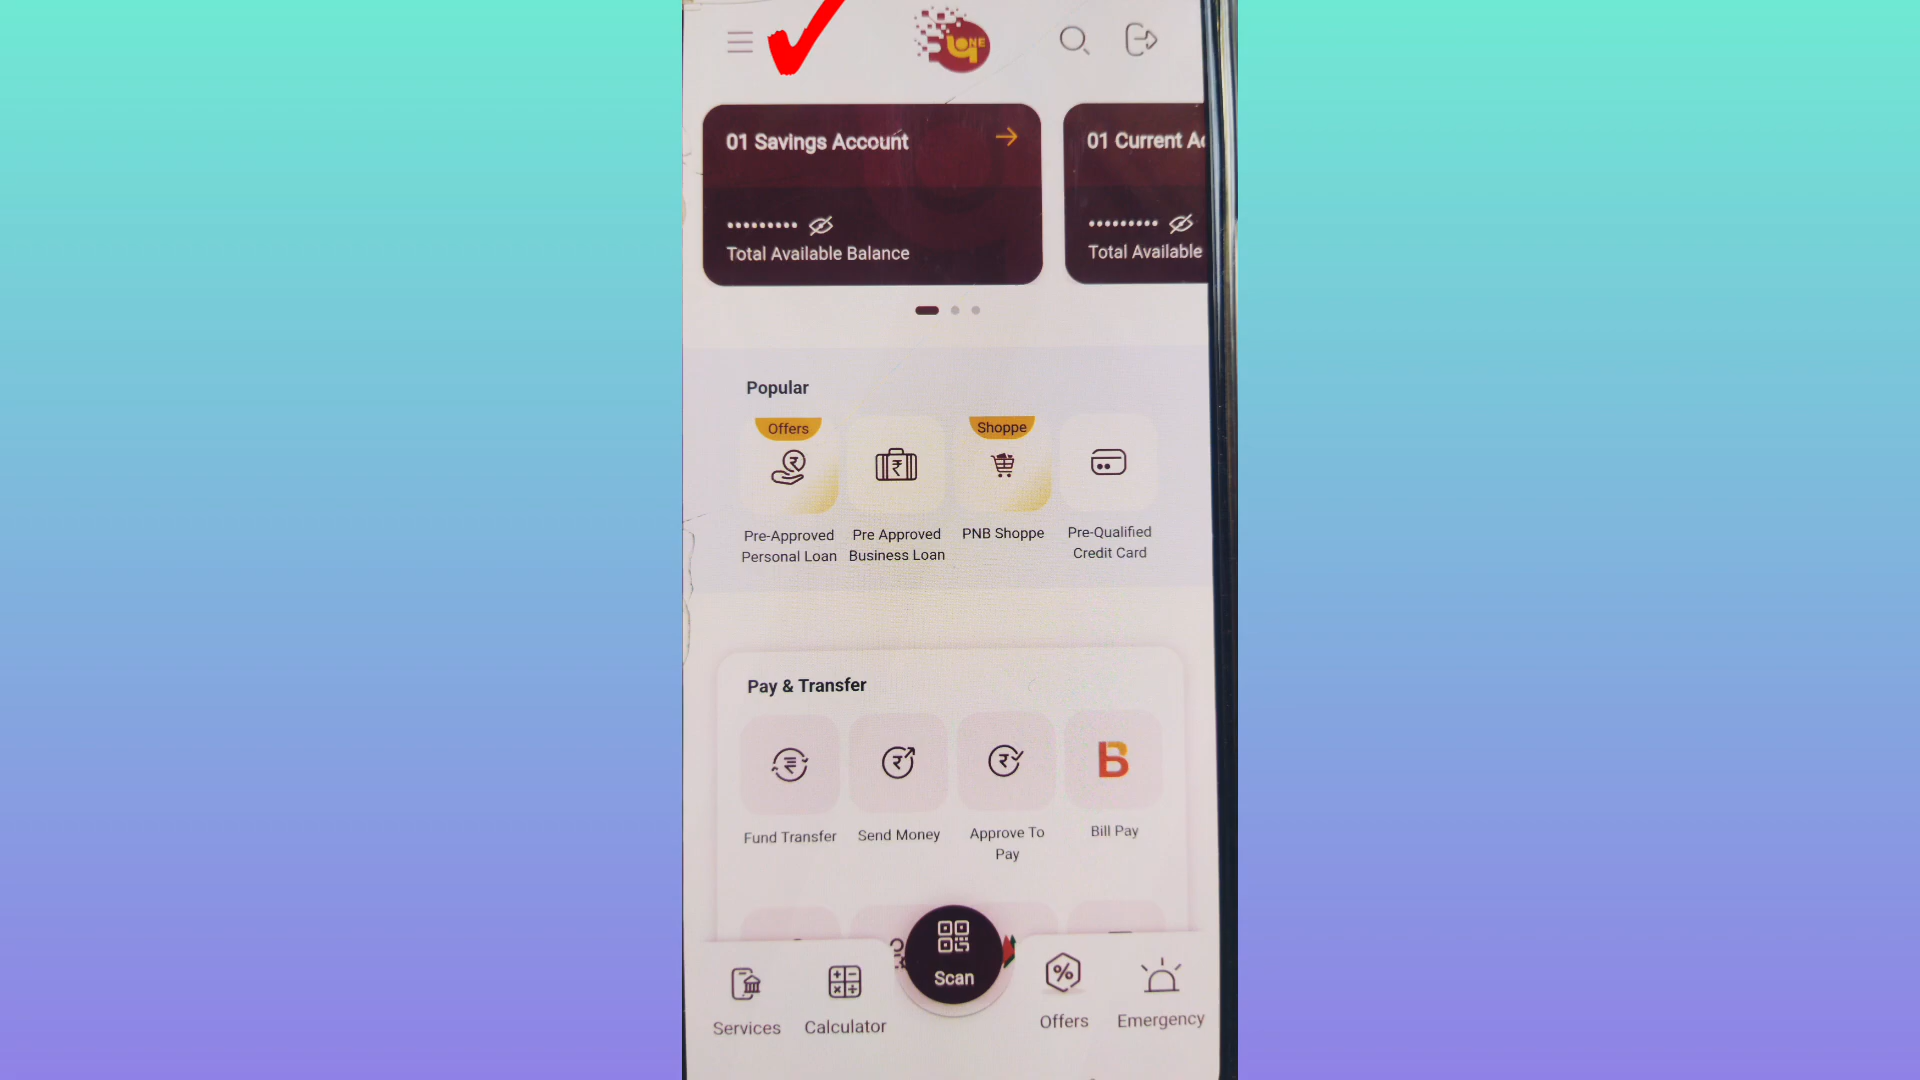 ONE
01 Savings Account
Total Available Balance
01 Current Ac
Total Available
Popular
Offers
Shoppe
Pre-Approved
Personal Loan
Pre Approved
Business Loan
PNB Shoppe
Pre-Qualified
Credit Card
Pay & Transfer
Fund Transfer
Send Money
Approve To
Pay
Bill Pay
Scan
Services
Calculator
Offers
Emergency